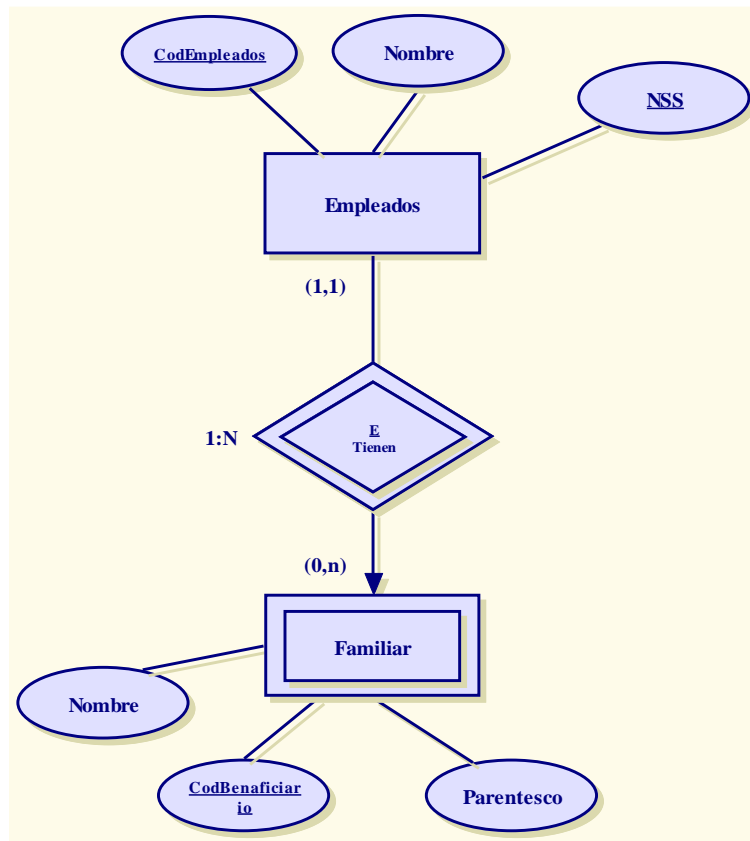 CodEmpleados
Nombre
NSS
Empleados
(1,1)
1:N
E
Tienen
(0,n)
Familiar
Nombre
CodBenaficiar
io
Parentesco